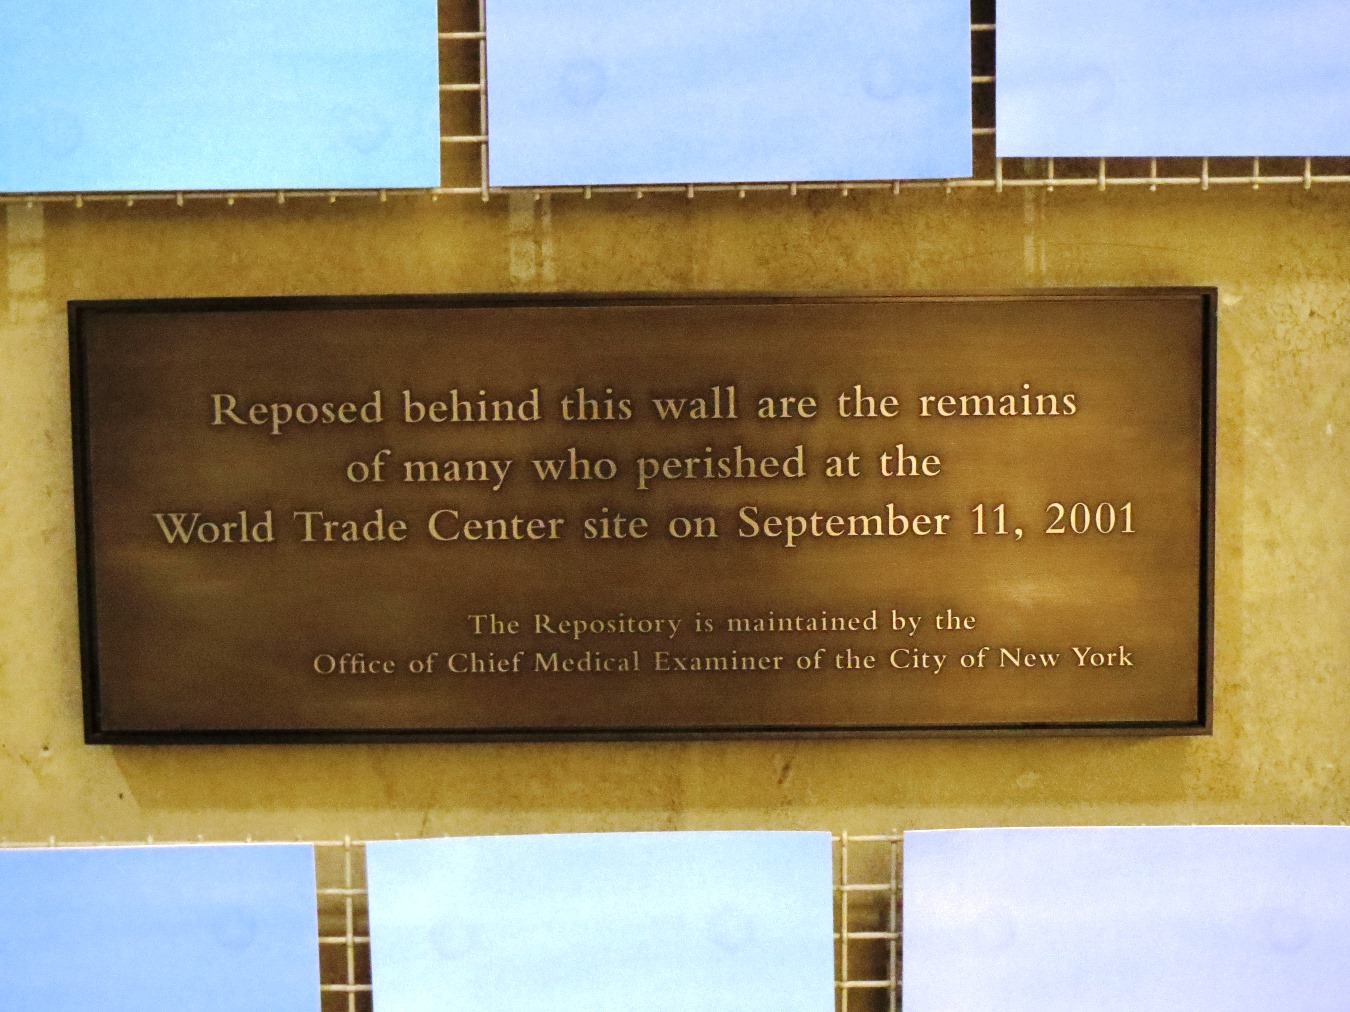 Reposed behind this wall are the remains
of many who perished at the
World Trade Center site on September 11, 2001
The Repository is maintained by the
Office of Chief Medical Examiner of the City of New York